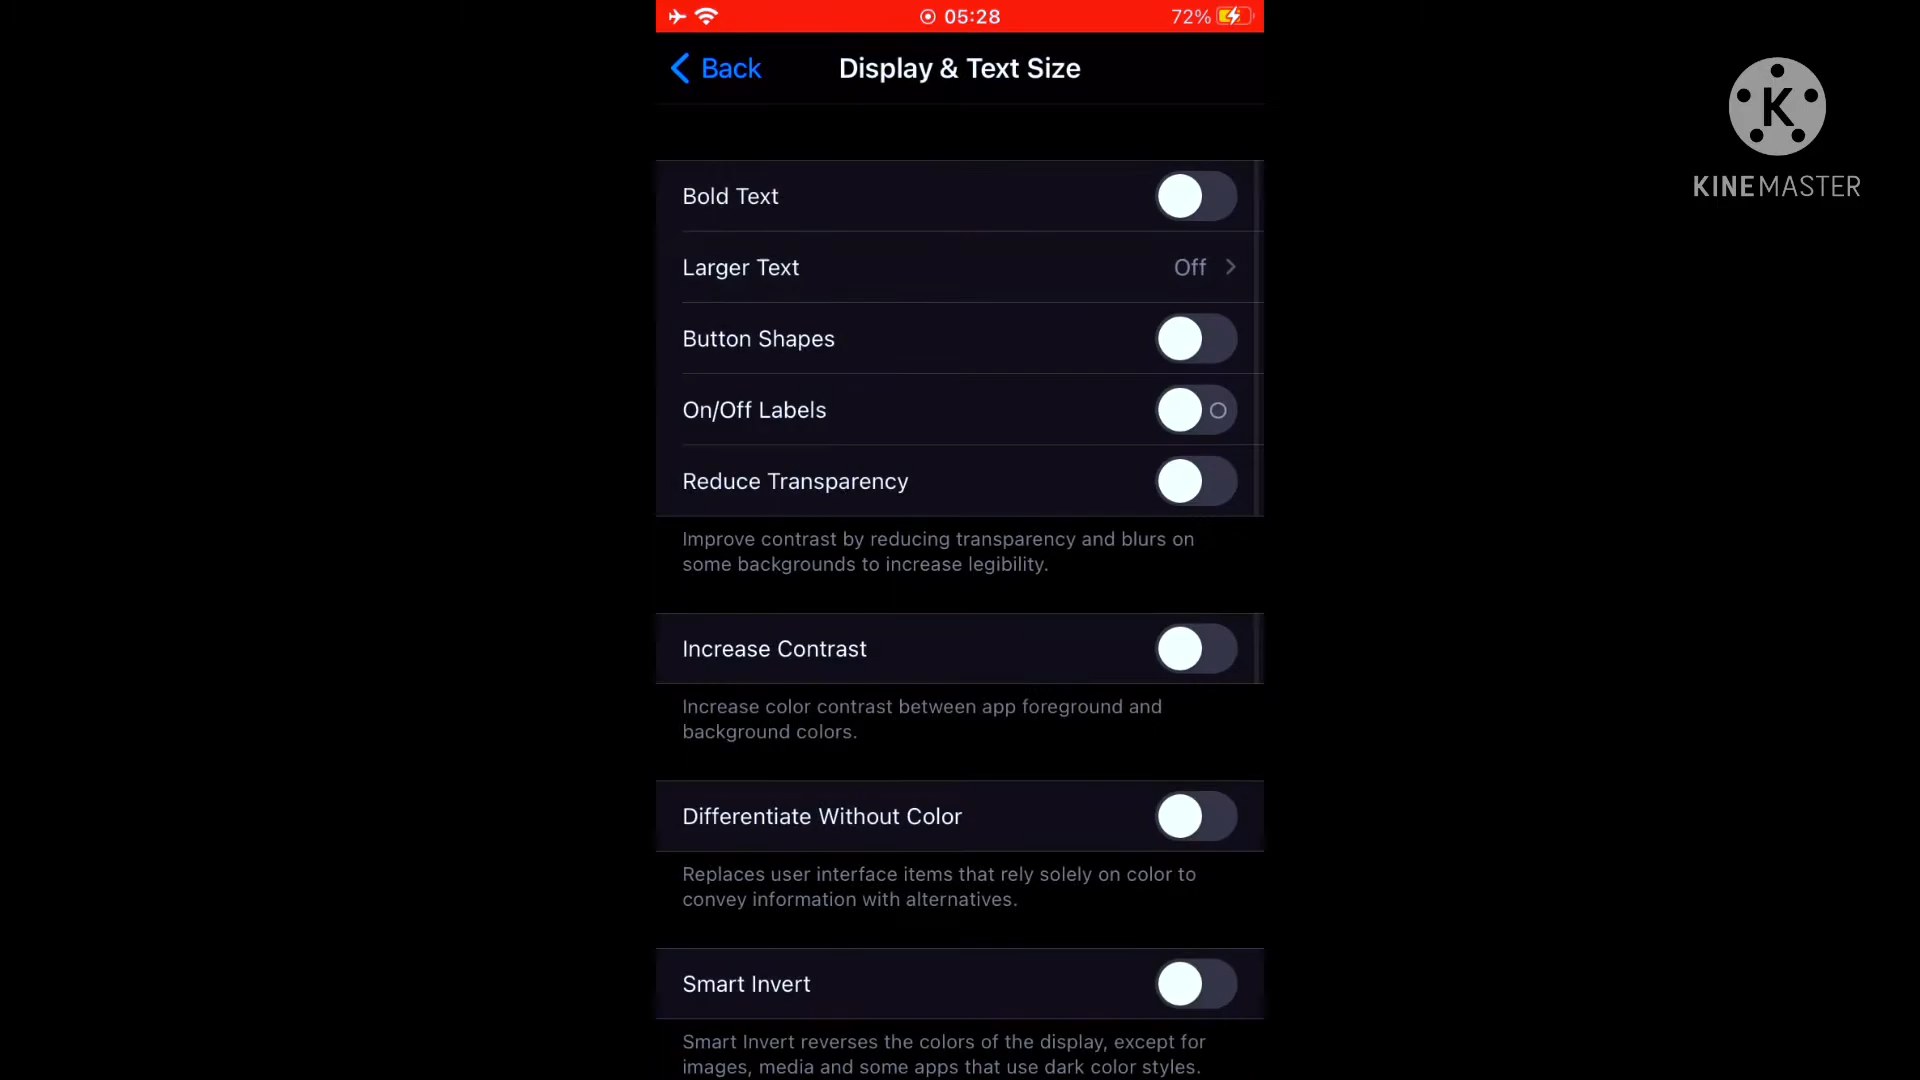 05:28
72%
Back
Display & Text Size
K
KINEMASTER
Bold Text
Larger Text
Off
Button Shapes
On/Off Labels
Reduce Transparency
Improve contrast by reducing transparency and blurs on
some backgrounds to increase legibility.
Increase Contrast
Increase color contrast between app foreground and
background colors.
Differentiate Without Color
Replaces user interface items that rely solely on color to
convey information with alternatives.
Smart Invert
Smart Invert reverses the colors of the display, except for
images, media and some apps that use dark color styles.